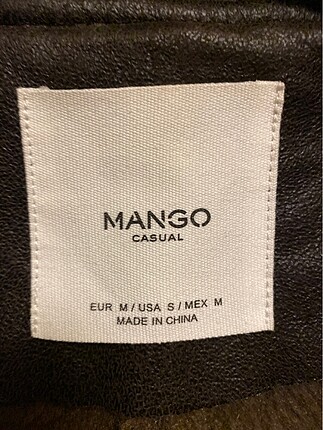 MANGO
CASUAL
EUR M / USA S / MEX M
MADE IN CHINA